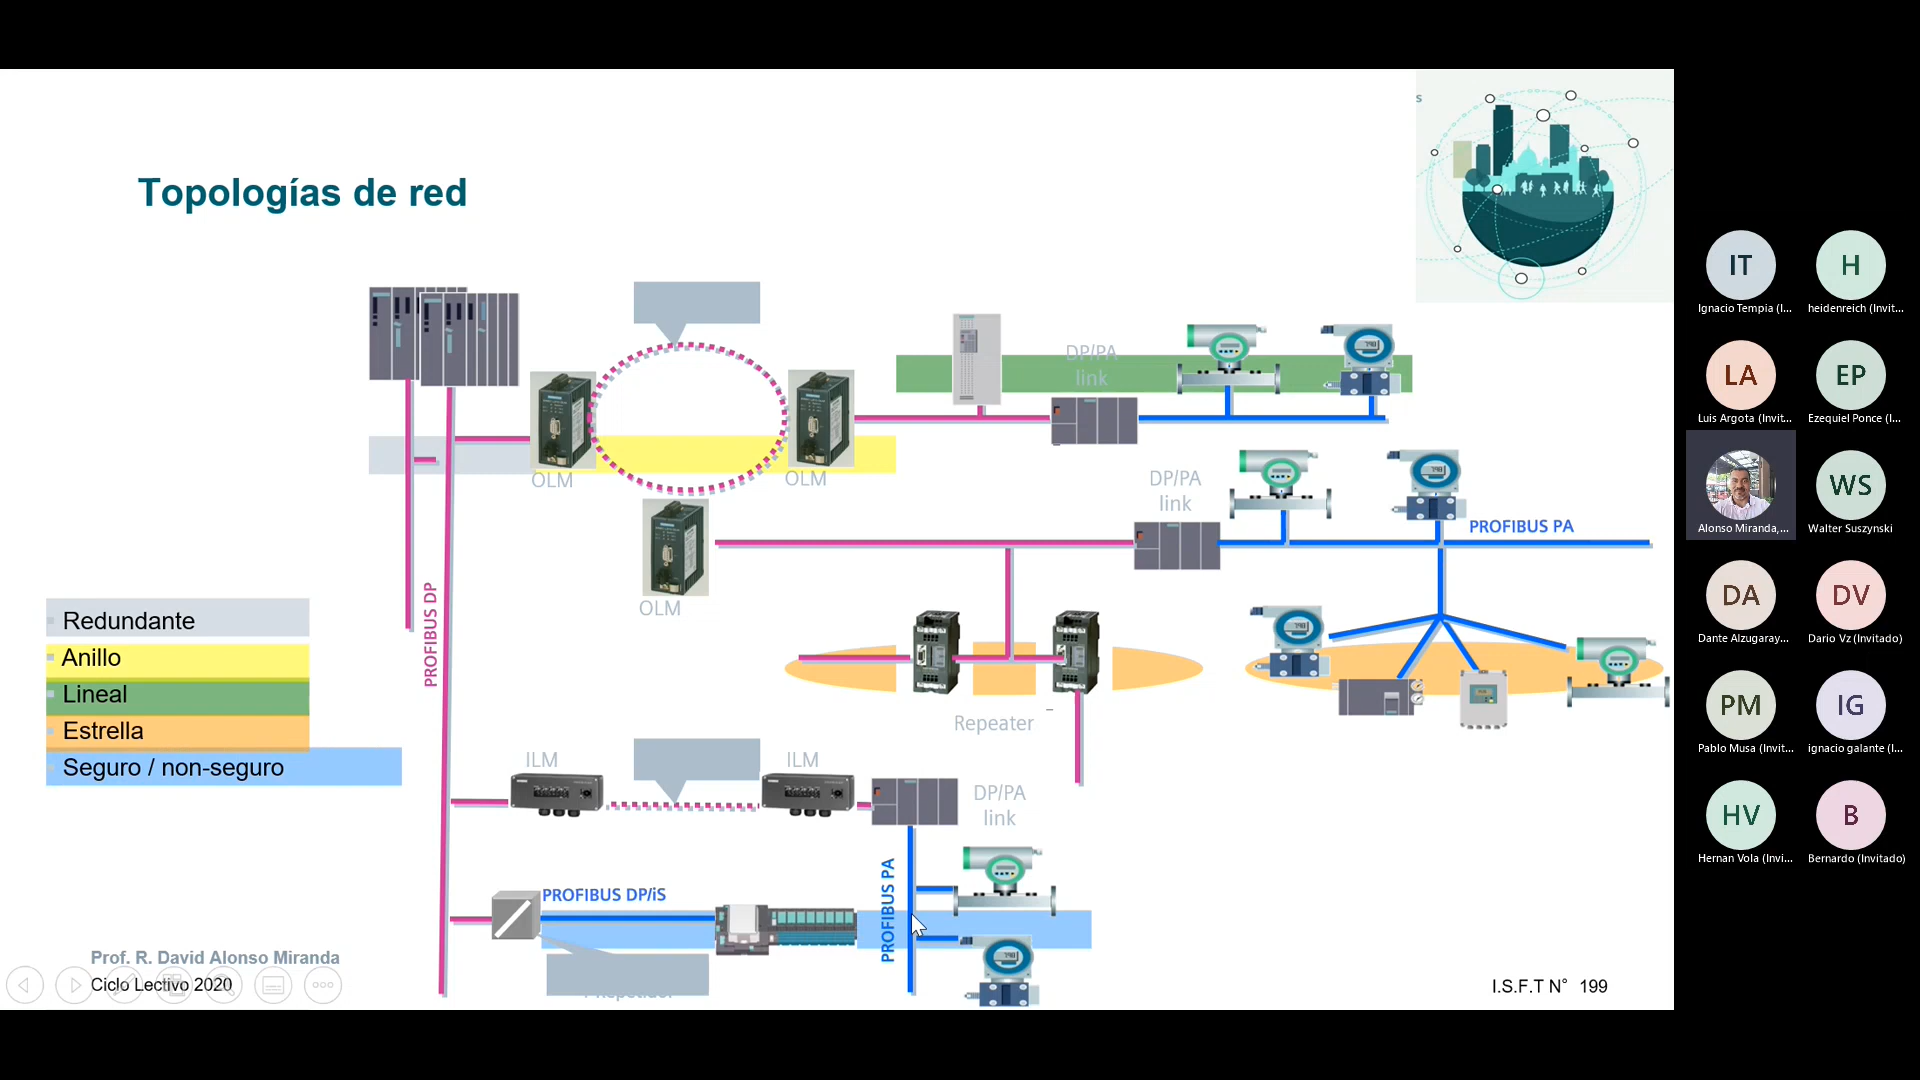 s
Topologías de red
DP/PA
link
OLM
OLM
DP/PA
link
PROFIBUS PA
OLM
PROFIBUS DP
Redundante
Anillo
Lineal
Estrella
Seguro / non-seguro
Repeater
ILM
ILM
DP/PA
link
PROFIBUS PA
PROFIBUS DP/iS
Prof. R. David Alonso Miranda
Ciclo Lectivo 2020
I.S.F.T N° 199
IT
Ignacio Tempia (I...
H
heidenreich (Invit...
LA
Luis Argota (Invit...
EP
Ezequiel Ponce (I...
Alonso Miranda,...
WS
Walter Suszynski
DA
Dante Alzugaray...
DV
Dario Vz (Invitado)
PM
Pablo Musa (Invit...
IG
ignacio galante (I...
HV
Hernan Vola (Invi...
B
Bernardo (Invitado)